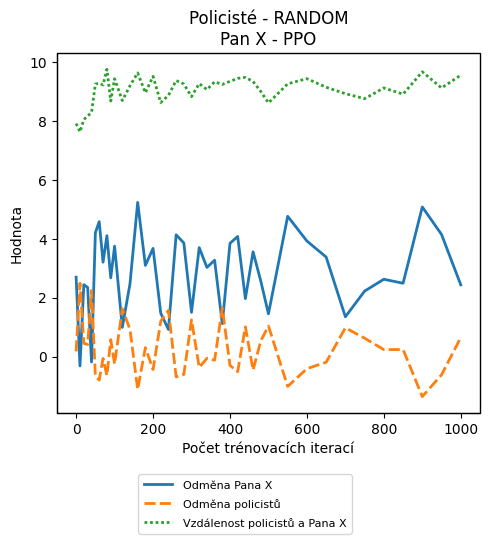 Policisté - RANDOM
Pan X - PPO
Hodnota
10
8
6
4
2
0
0 200 400 600 800 1000
Počet trénovacích iterací
Odměna Pana X
Odměna policistů
Vzdálenost policistů a Pana X